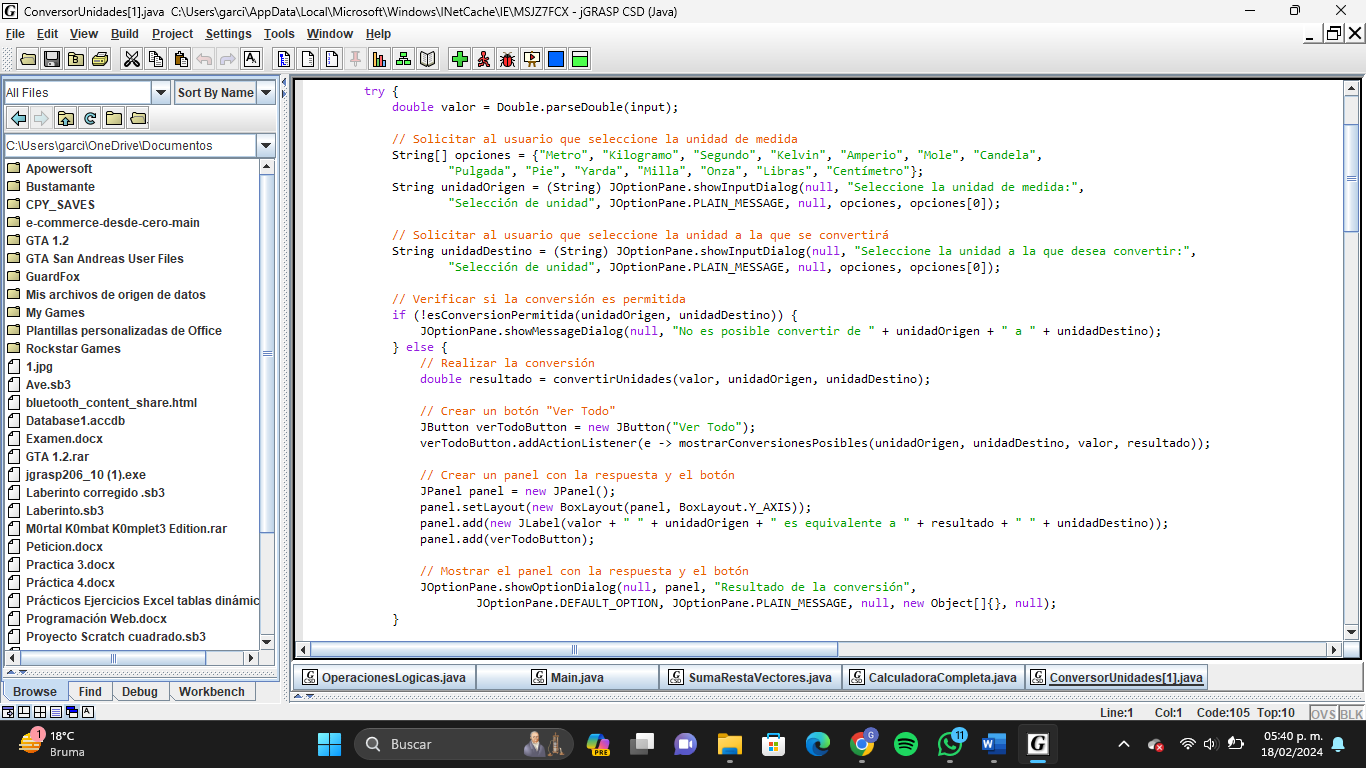 ConversorUnidades[1].java  C:\Users\garci\AppData\Local\Microsoft\Windows\INetCache\IE\MSJZ7FCX - jGRASP CSD (Java)
File Edit View Build Project Settings Tools Window Help
All Files Sort By Name
C:\Users\garci\OneDrive\Documentos
Apowersoft
Bustamante
CPY_SAVES
e-commerce-desde-cero-main
GTA 1.2
GTA San Andreas User Files
GuardFox
Mis archivos de origen de datos
My Games
Plantillas personalizadas de Office
Rockstar Games
1.jpg
Ave.sb3
bluetooth_content_share.html
Database1.accdb
Examen.docx
GTA 1.2.rar
jgrasp206_10 (1).exe
Laberinto corregido .sb3
Laberinto.sb3
M0rtal K0mbat K0mplet3 Edition.rar
Peticion.docx
Practica 3.docx
Práctica 4.docx
Prácticos Ejercicios Excel tablas dinámic
Programación Web.docx
Proyecto Scratch cuadrado.sb3
Browse Find Debug Workbench
try {
double valor = Double.parseDouble(input);
// Solicitar al usuario que seleccione la unidad de medida
String[] opciones = {"Metro", "Kilogramo", "Segundo", "Kelvin", "Amperio", "Mole", "Candela",
"Pulgada", "Pie", "Yarda", "Milla", "Onza", "Libras", "Centímetro"};
String unidadOrigen = (String) JOptionPane.showInputDialog(null, "Seleccione la unidad de medida:",
"Selección de unidad", JOptionPane.PLAIN_MESSAGE, null, opciones, opciones[0]);
// Solicitar al usuario que seleccione la unidad a la que se convertirá
String unidadDestino = (String) JOptionPane.showInputDialog(null, "Seleccione la unidad a la que desea convertir:",
"Selección de unidad", JOptionPane.PLAIN_MESSAGE, null, opciones, opciones[0]);
// Verificar si la conversión es permitida
if (!esConversionPermitida(unidadOrigen, unidadDestino)) {
JOptionPane.showMessageDialog(null, "No es posible convertir de " + unidadOrigen + " a " + unidadDestino);
} else {
// Realizar la conversión
double resultado = convertirUnidades(valor, unidadOrigen, unidadDestino);
// Crear un botón "Ver Todo"
JButton verTodoButton = new JButton("Ver Todo");
verTodoButton.addActionListener(e -> mostrarConversionesPosibles(unidadOrigen, unidadDestino, valor, resultado));
// Crear un panel con la respuesta y el botón
JPanel panel = new JPanel();
panel.setLayout(new BoxLayout(panel, BoxLayout.Y_AXIS));
panel.add(new JLabel(valor + " " + unidadOrigen + " es equivalente a " + resultado + " " + unidadDestino));
panel.add(verTodoButton);
// Mostrar el panel con la respuesta y el botón
JOptionPane.showOptionDialog(null, panel, "Resultado de la conversión",
JOptionPane.DEFAULT_OPTION, JOptionPane.PLAIN_MESSAGE, null, new Object[]{}, null);
}
OperacionesLogicas.java Main.java SumaRestaVectores.java CalculadoraCompleta.java ConversorUnidades[1].java
Line:1 Col:1 Code:105 Top:10 OVS BLK
1 18°C
Bruma
Buscar
PRE
G
11
05:40 p. m.
18/02/2024